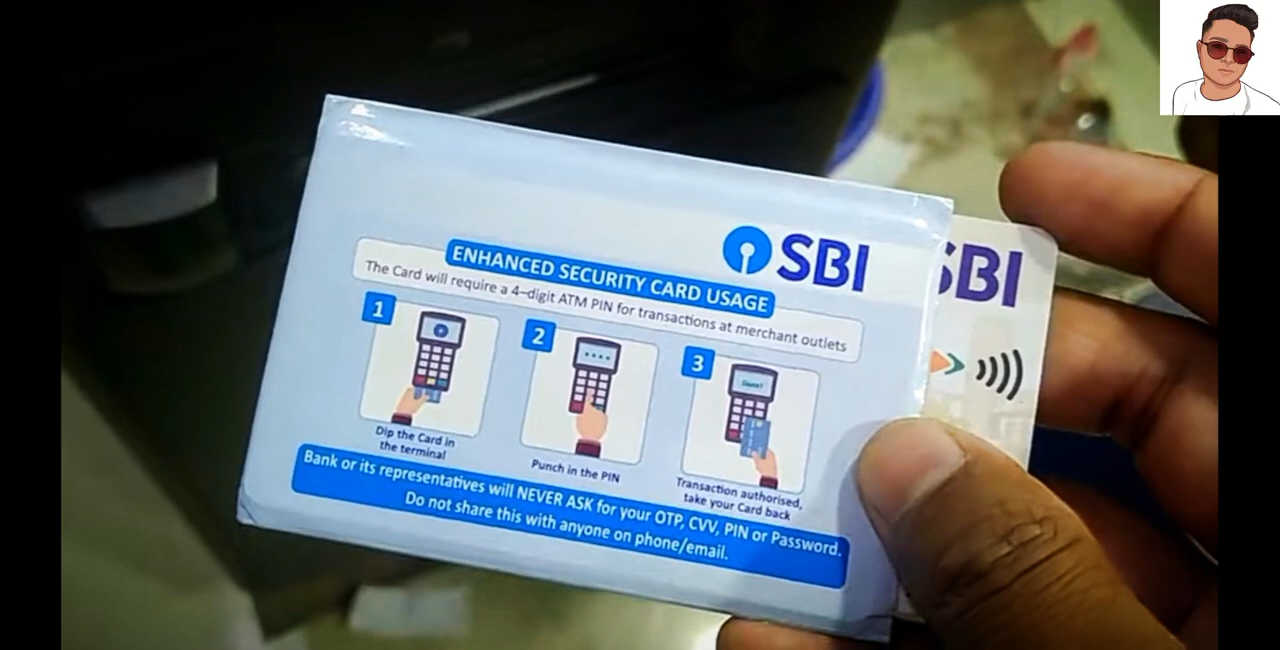 SBI
SBI
ENHANCED SECURITY CARD USAGE
The Card will require a 4–digit ATM PIN for transactions at merchant outlets
1
2
3
Dip the Card in
the terminal
Punch in the PIN
Transaction authorised,
take your Card back
Bank or its representatives will NEVER ASK for your OTP, CVV, PIN or Password.
Do not share this with anyone on phone/email.